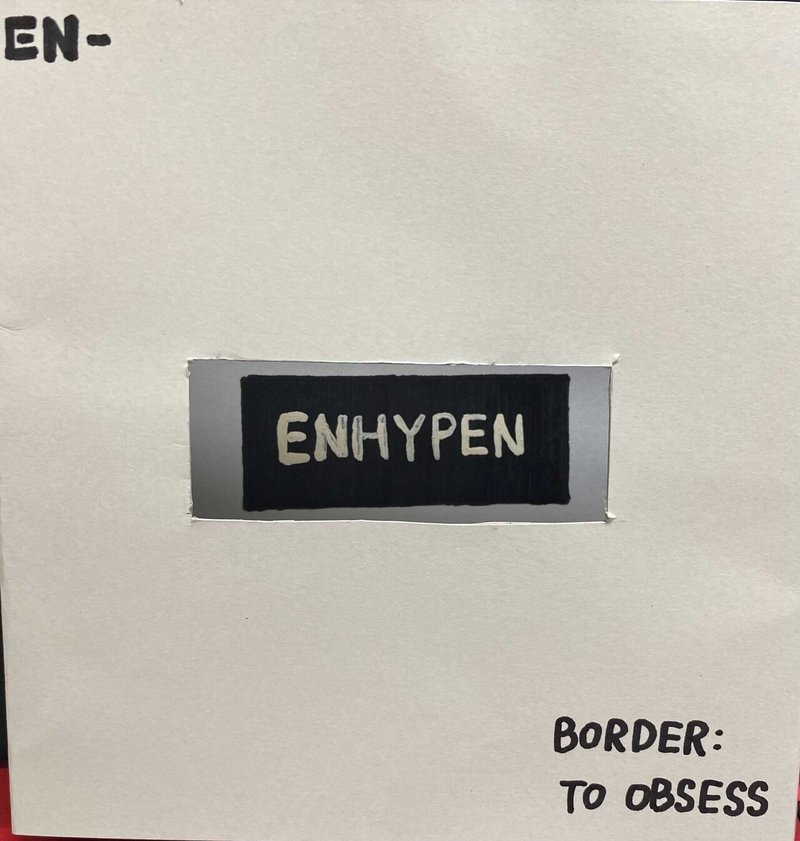 EN-
ENHYPEN
BORDER:
TO OBSESS